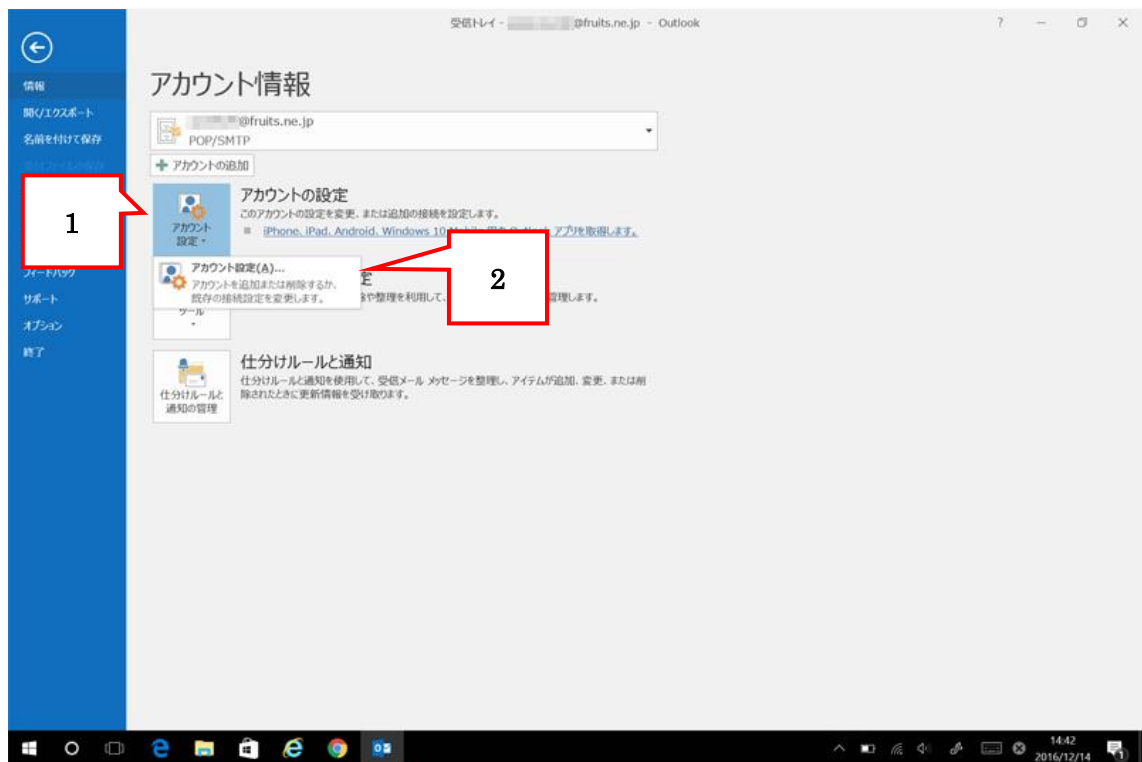 受信トレイ - @fruits.ne.jp - Outlook
?
情報
開く/エクスポート
名前を付けて保存
フィードバック
サポート
オプション
終了
アカウント情報
@fruits.ne.jp
POP/SMTP
アカウントの追加
アカウント
設定
アカウントの設定
このアカウントの設定を変更、または追加の接続を設定します。
iPhone、iPad、Android、Windows 10 アプリを取得します。
1
アカウント設定(A)...
アカウントを追加または削除するか、
既存の接続設定を変更します。
2
定
や整理を利用して、 管理します。
ツール
仕分けルールと
通知の管理
仕分けルールと通知
仕分けルールと通知を使用して、受信メール メッセージを整理し、アイテムが追加、変更、または削
除されたときに更新情報を受け取ります。
14:42
2016/12/14